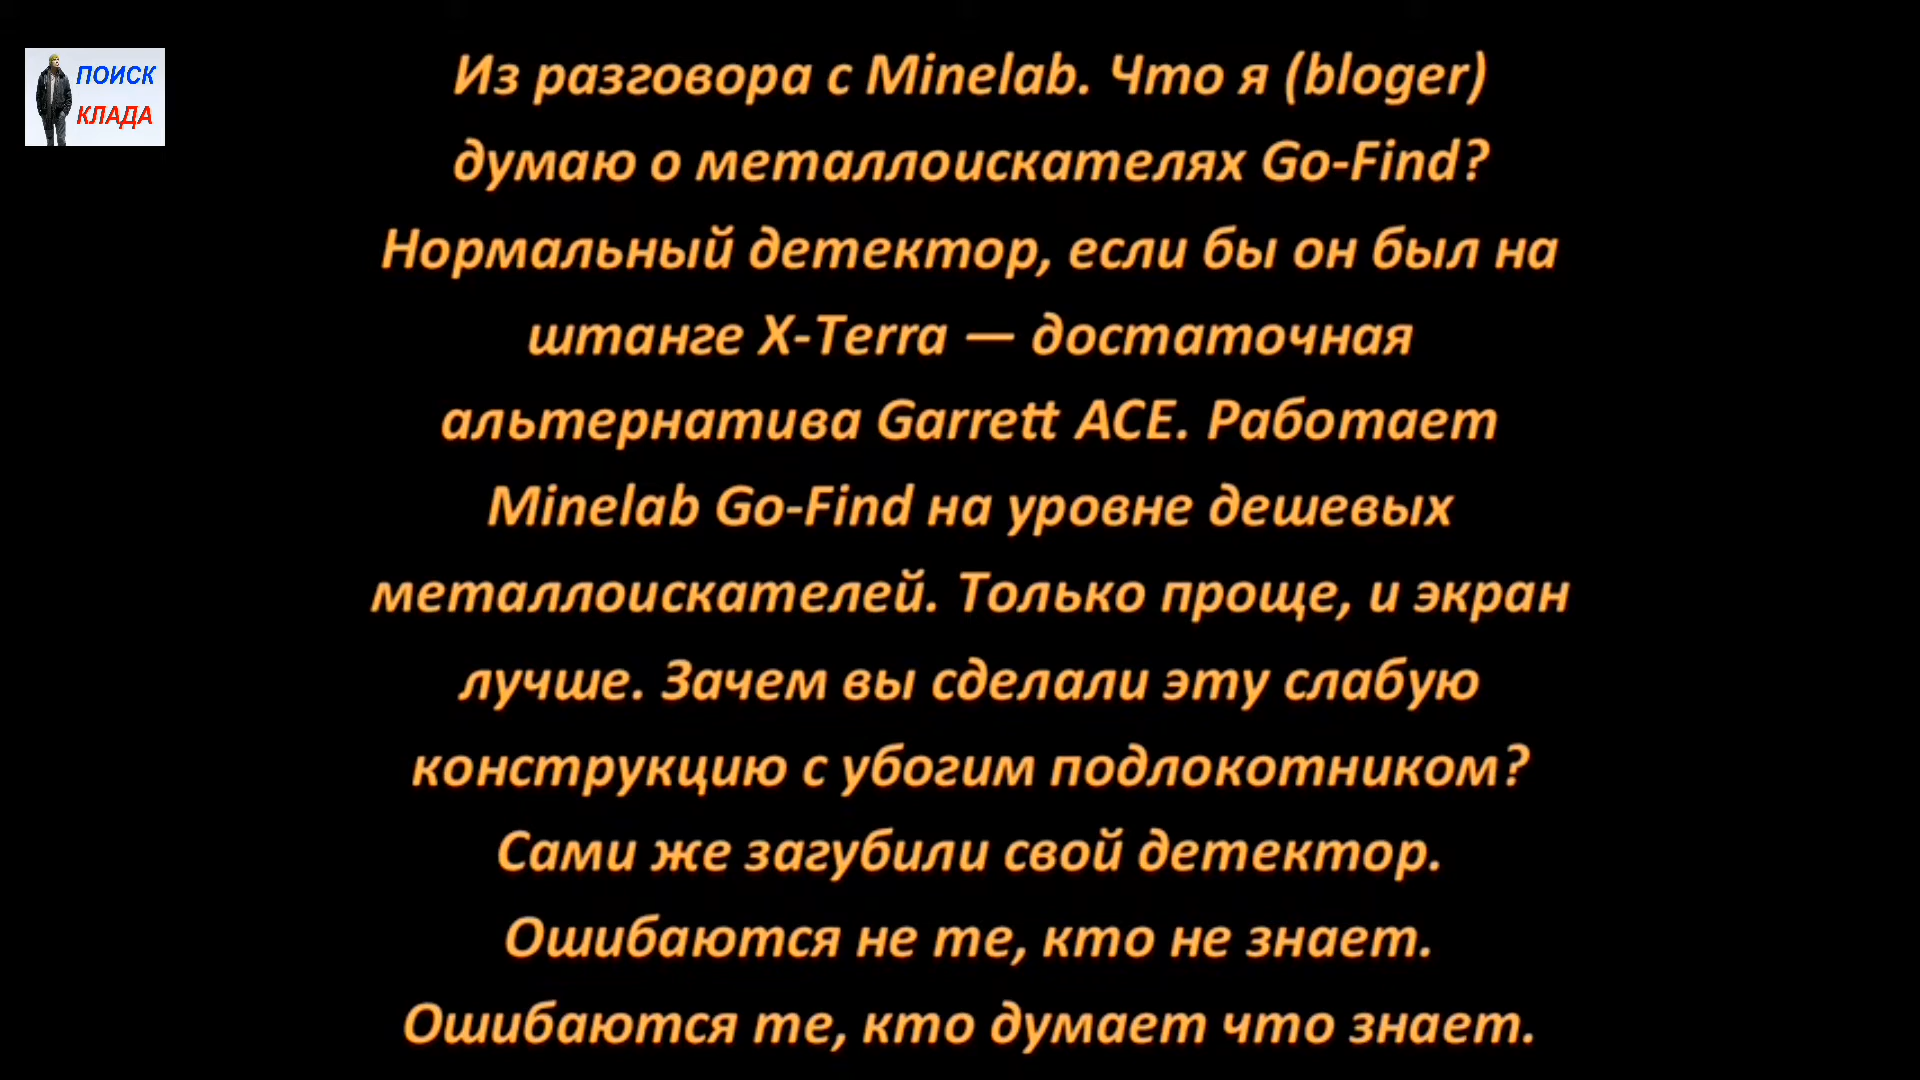 ПОИСК
КЛАДА
Из разговора с Minelab. Что я (bloger)
думаю о металлоискателях Go-Find?
Нормальный детектор, если бы он был на
штанге X-Terra — достаточная
альтернатива Garrett ACE. Работает
Minelab Go-Find на уровне дешевых
металлоискателей. Только проще, и экран
лучше. Зачем вы сделали эту слабую
конструкцию с убогим подлокотником?
Сами же загубили свой детектор.
Ошибаются не те, кто не знает.
Ошибаются те, кто думает что знает.